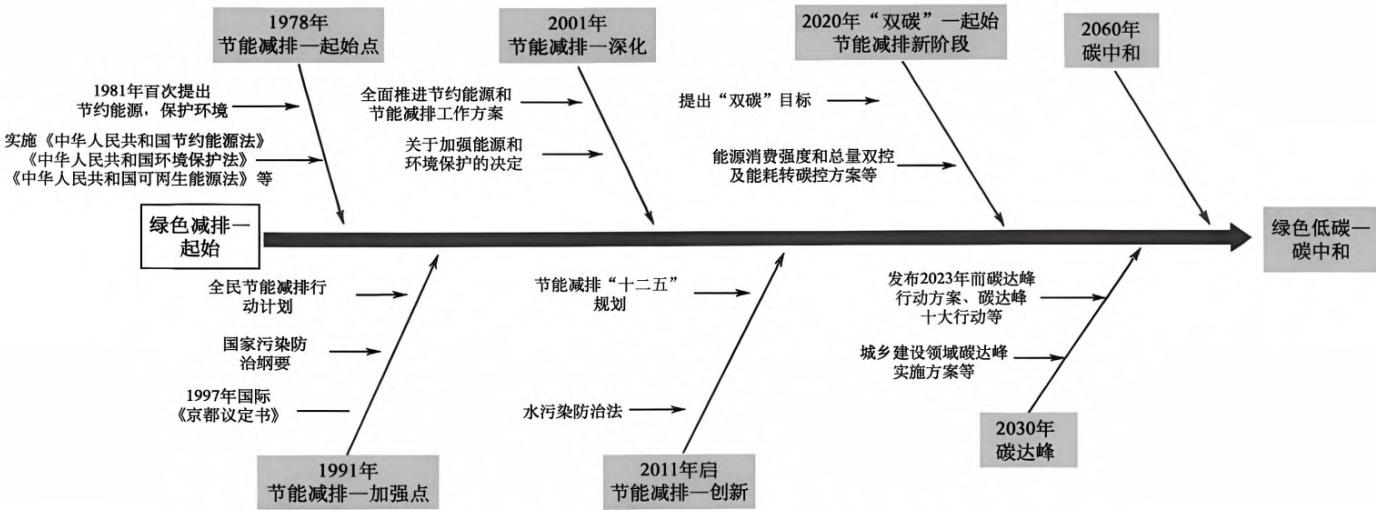 1978年
节能减排—起始点
2001年
节能减排—深化
2020年“双碳”—起始
节能减排新阶段
2060年
碳中和
1981年首次提出
节约能源，保护环境
实施《中华人民共和国节约能源法》
《中华人民共和国环境保护法》
《中华人民共和国可再生能源法》等
全面推进节约能源和
节能减排工作方案
关于加强能源和
环境保护的决定
提出“双碳”目标
能源消费强度和总量双控
及能耗转碳控方案等
绿色减排—
起始
绿色低碳—
碳中和
全民节能减排行
动计划
国家污染防
治纲要
1997年国际
《京都议定书》
1991年
节能减排—加强点
节能减排“十二五”
规划
水污染防治法
2011年启
节能减排—创新
发布2023年而碳达峰
行动方案、碳达峰
十大行动等
城乡建设领域碳达峰
实施方案等
2030年
碳达峰